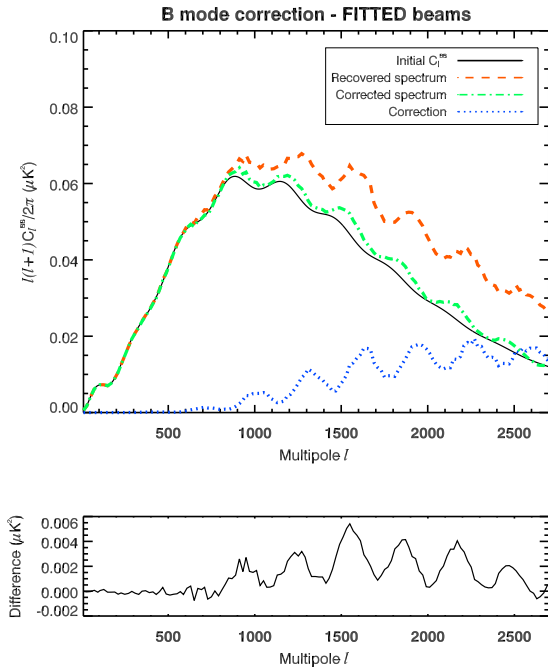 B mode correction - FITTED beams
0.10
0.08
0.06
0.04
0.02
0.00
l(l+1)C_l^BB/2π (μK²)
Initial C_l^BB
Recovered spectrum
Corrected spectrum
Correction
500 1000 1500 2000 2500
Multipole l
0.006
0.004
0.002
0.000
-0.002
Difference (μK²)
500 1000 1500 2000 2500
Multipole l